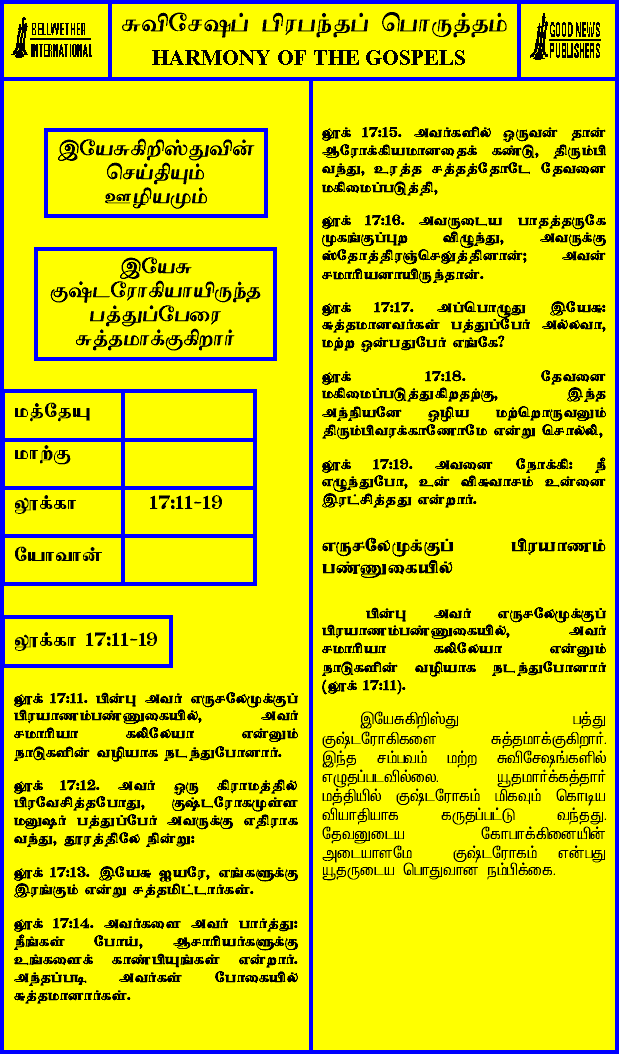 BELLWETHER
INTERNATIONAL
சுவிசேஷப் பிரபந்தப் பொருத்தம்
HARMONY OF THE GOSPELS
GOOD NEWS
PUBLISHERS
இயேசுகிறிஸ்துவின்
செய்தியும்
ஊழியமும்
இயேசு
குஷ்டரோகியாயிருந்த
பத்துப்பேரை
சுத்தமாக்குகிறார்
மத்தேயு
மாற்கு
லூக்கா 17:11-19
யோவான்
லூக்கா 17:11-19
லூக் 17:11. பின்பு அவர் எருசலேமுக்குப்
பிரயாணம்பண்ணுகையில், அவர்
சமாரியா கலிலேயா என்னும்
நாடுகளின் வழியாக நடந்துபோனார்.
லூக் 17:12. அவர் ஒரு கிராமத்தில்
பிரவேசித்தபோது, குஷ்டரோகமுள்ள
மனுஷர் பத்துப்பேர் அவருக்கு எதிராக
வந்து, தூரத்திலே நின்று:
லூக் 17:13. இயேசு ஐயரே, எங்களுக்கு
இரங்கும் என்று சத்தமிட்டார்கள்.
லூக் 17:14. அவர்களை அவர் பார்த்து:
நீங்கள் போய், ஆசாரியர்களுக்கு
உங்களைக் காண்பியுங்கள் என்றார்.
அந்தப்படி அவர்கள் போகையில்
சுத்தமானார்கள்.
லூக் 17:15. அவர்களில் ஒருவன் தான்
ஆரோக்கியமானதைக் கண்டு, திரும்பி
வந்து, உரத்த சத்தத்தோடே தேவனை
மகிமைப்படுத்தி,
லூக் 17:16. அவருடைய பாதத்தருகே
முகங்குப்புற விழுந்து, அவருக்கு
ஸ்தோத்திரஞ்செலுத்தினான்; அவன்
சமாரியனாயிருந்தான்.
லூக் 17:17. அப்பொழுது இயேசு:
சுத்தமானவர்கள் பத்துப்பேர் அல்லவா,
மற்ற ஒன்பதுபேர் எங்கே?
லூக் 17:18. தேவனை
மகிமைப்படுத்துகிறதற்கு, இந்த
அந்நியனே ஒழிய மற்றொருவனும்
திரும்பிவரக்காணோமே என்று சொல்லி,
லூக் 17:19. அவனை நோக்கி: நீ
எழுந்துபோ, உன் விசுவாசம் உன்னை
இரட்சித்தது என்றார்.
எருசலேமுக்குப் பிரயாணம்
பண்ணுகையில்
பின்பு அவர் எருசலேமுக்குப்
பிரயாணம்பண்ணுகையில், அவர்
சமாரியா கலிலேயா என்னும்
நாடுகளின் வழியாக நடந்துபோனார்
(லூக் 17:11).
இயேசுகிறிஸ்து பத்து
குஷ்டரோகிகளை சுத்தமாக்குகிறார்.
இந்த சம்பவம் மற்ற சுவிசேஷங்களில்
எழுதப்படவில்லை. யூதமார்க்கத்தார்
மத்தியில் குஷ்டரோகம் மிகவும் கொடிய
வியாதியாக கருதப்பட்டு வந்தது.
தேவனுடைய கோபாக்கினையின்
அடையாளமே குஷ்டரோகம் என்பது
யூதருடைய பொதுவான நம்பிக்கை.